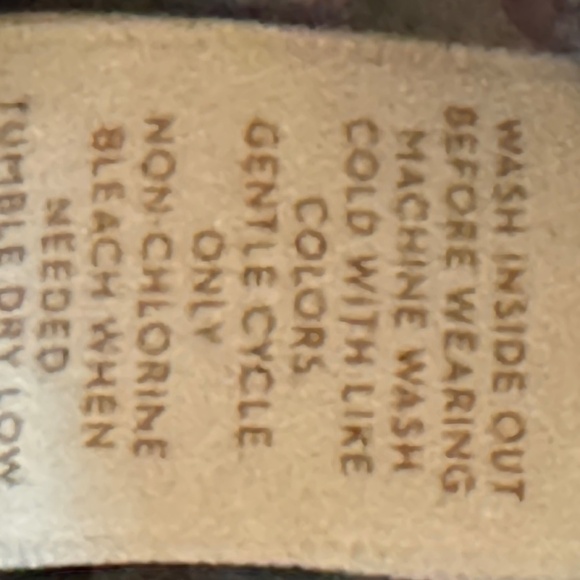 WASH INSIDE OUT
BEFORE WEARING
MACHINE WASH
COLD WITH LIKE
COLORS
GENTLE CYCLE
ONLY
NON-CHLORINE
BLEACH WHEN
NEEDED
TUMBLE DRY LOW